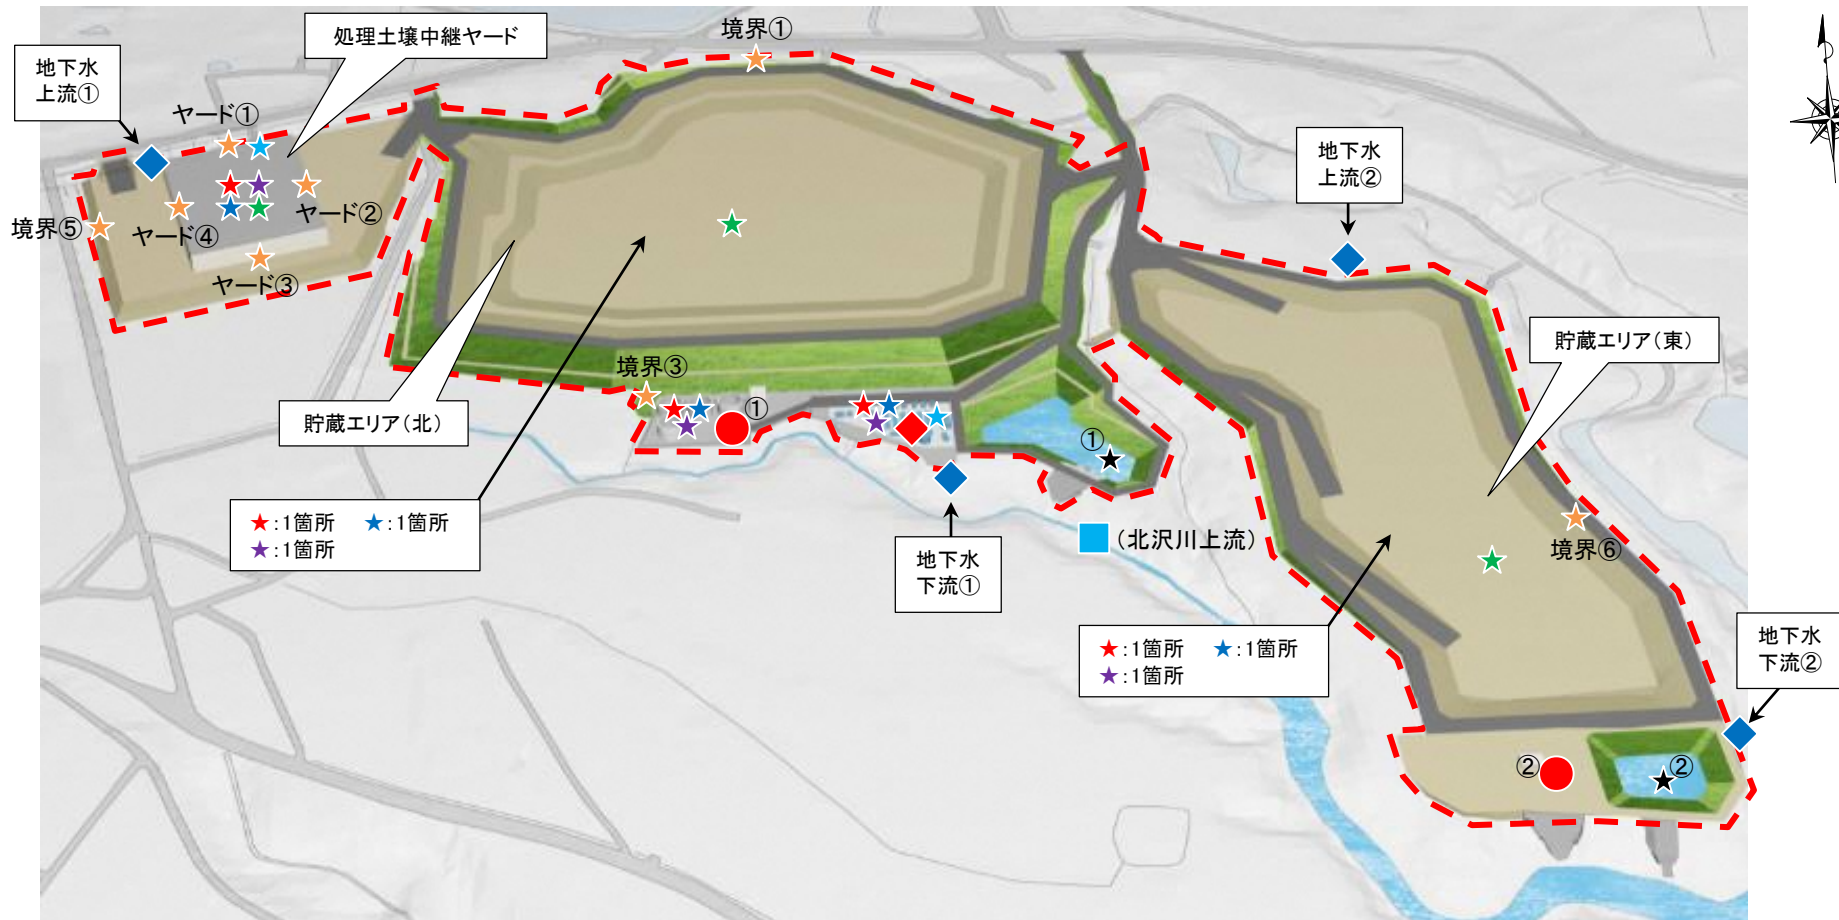 境界①
処理土壌中継ヤード
地下水
上流①
ヤード①
地下水
上流②
ヤード②
境界⑤
ヤード④
ヤード③
貯蔵エリア(東)
境界③
①
貯蔵エリア(北)
①
★:1箇所 ★:1箇所
★:1箇所
(北沢川上流)
境界⑥
地下水
下流①
★:1箇所 ★:1箇所
★:1箇所
地下水
下流②
②
②